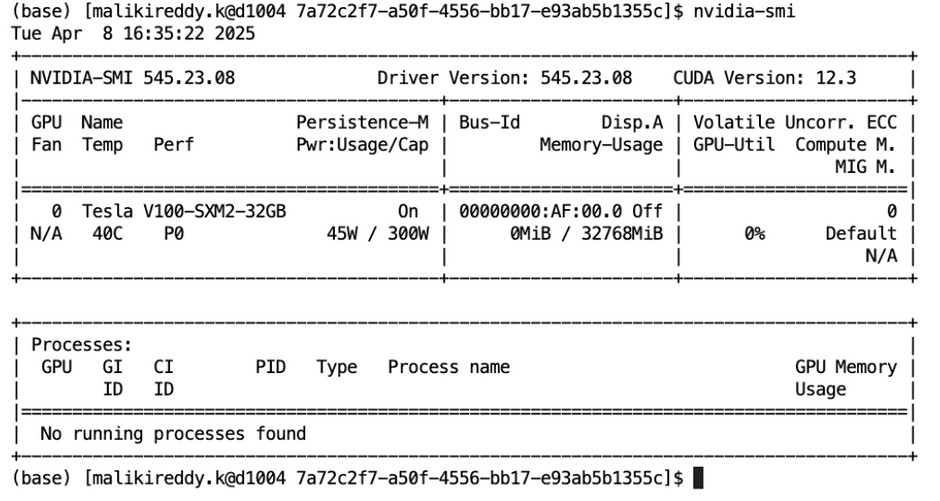 (base) [malikireddy.k@d1004 7a72c2f7-a50f-4556-bb17-e93ab5b1355c]$ nvidia-smi
Tue Apr  8 16:35:22 2025
NVIDIA-SMI 545.23.08    Driver Version: 545.23.08    CUDA Version: 12.3
GPU  Name    Persistence-M | Bus-Id    Disp.A | Volatile Uncorr. ECC
Fan  Temp  Perf    Pwr:Usage/Cap | Memory-Usage | GPU-Util  Compute M.
MIG M.
0  Tesla V100-SXM2-32GB    On | 00000000:AF:00.0 Off | 0
N/A  40C  P0    45W / 300W | 0MiB / 32768MiB | 0%  Default
N/A
Processes:
GPU  GI  CI  PID  Type  Process name    GPU Memory
ID  ID    Usage
No running processes found
(base) [malikireddy.k@d1004 7a72c2f7-a50f-4556-bb17-e93ab5b1355c]$